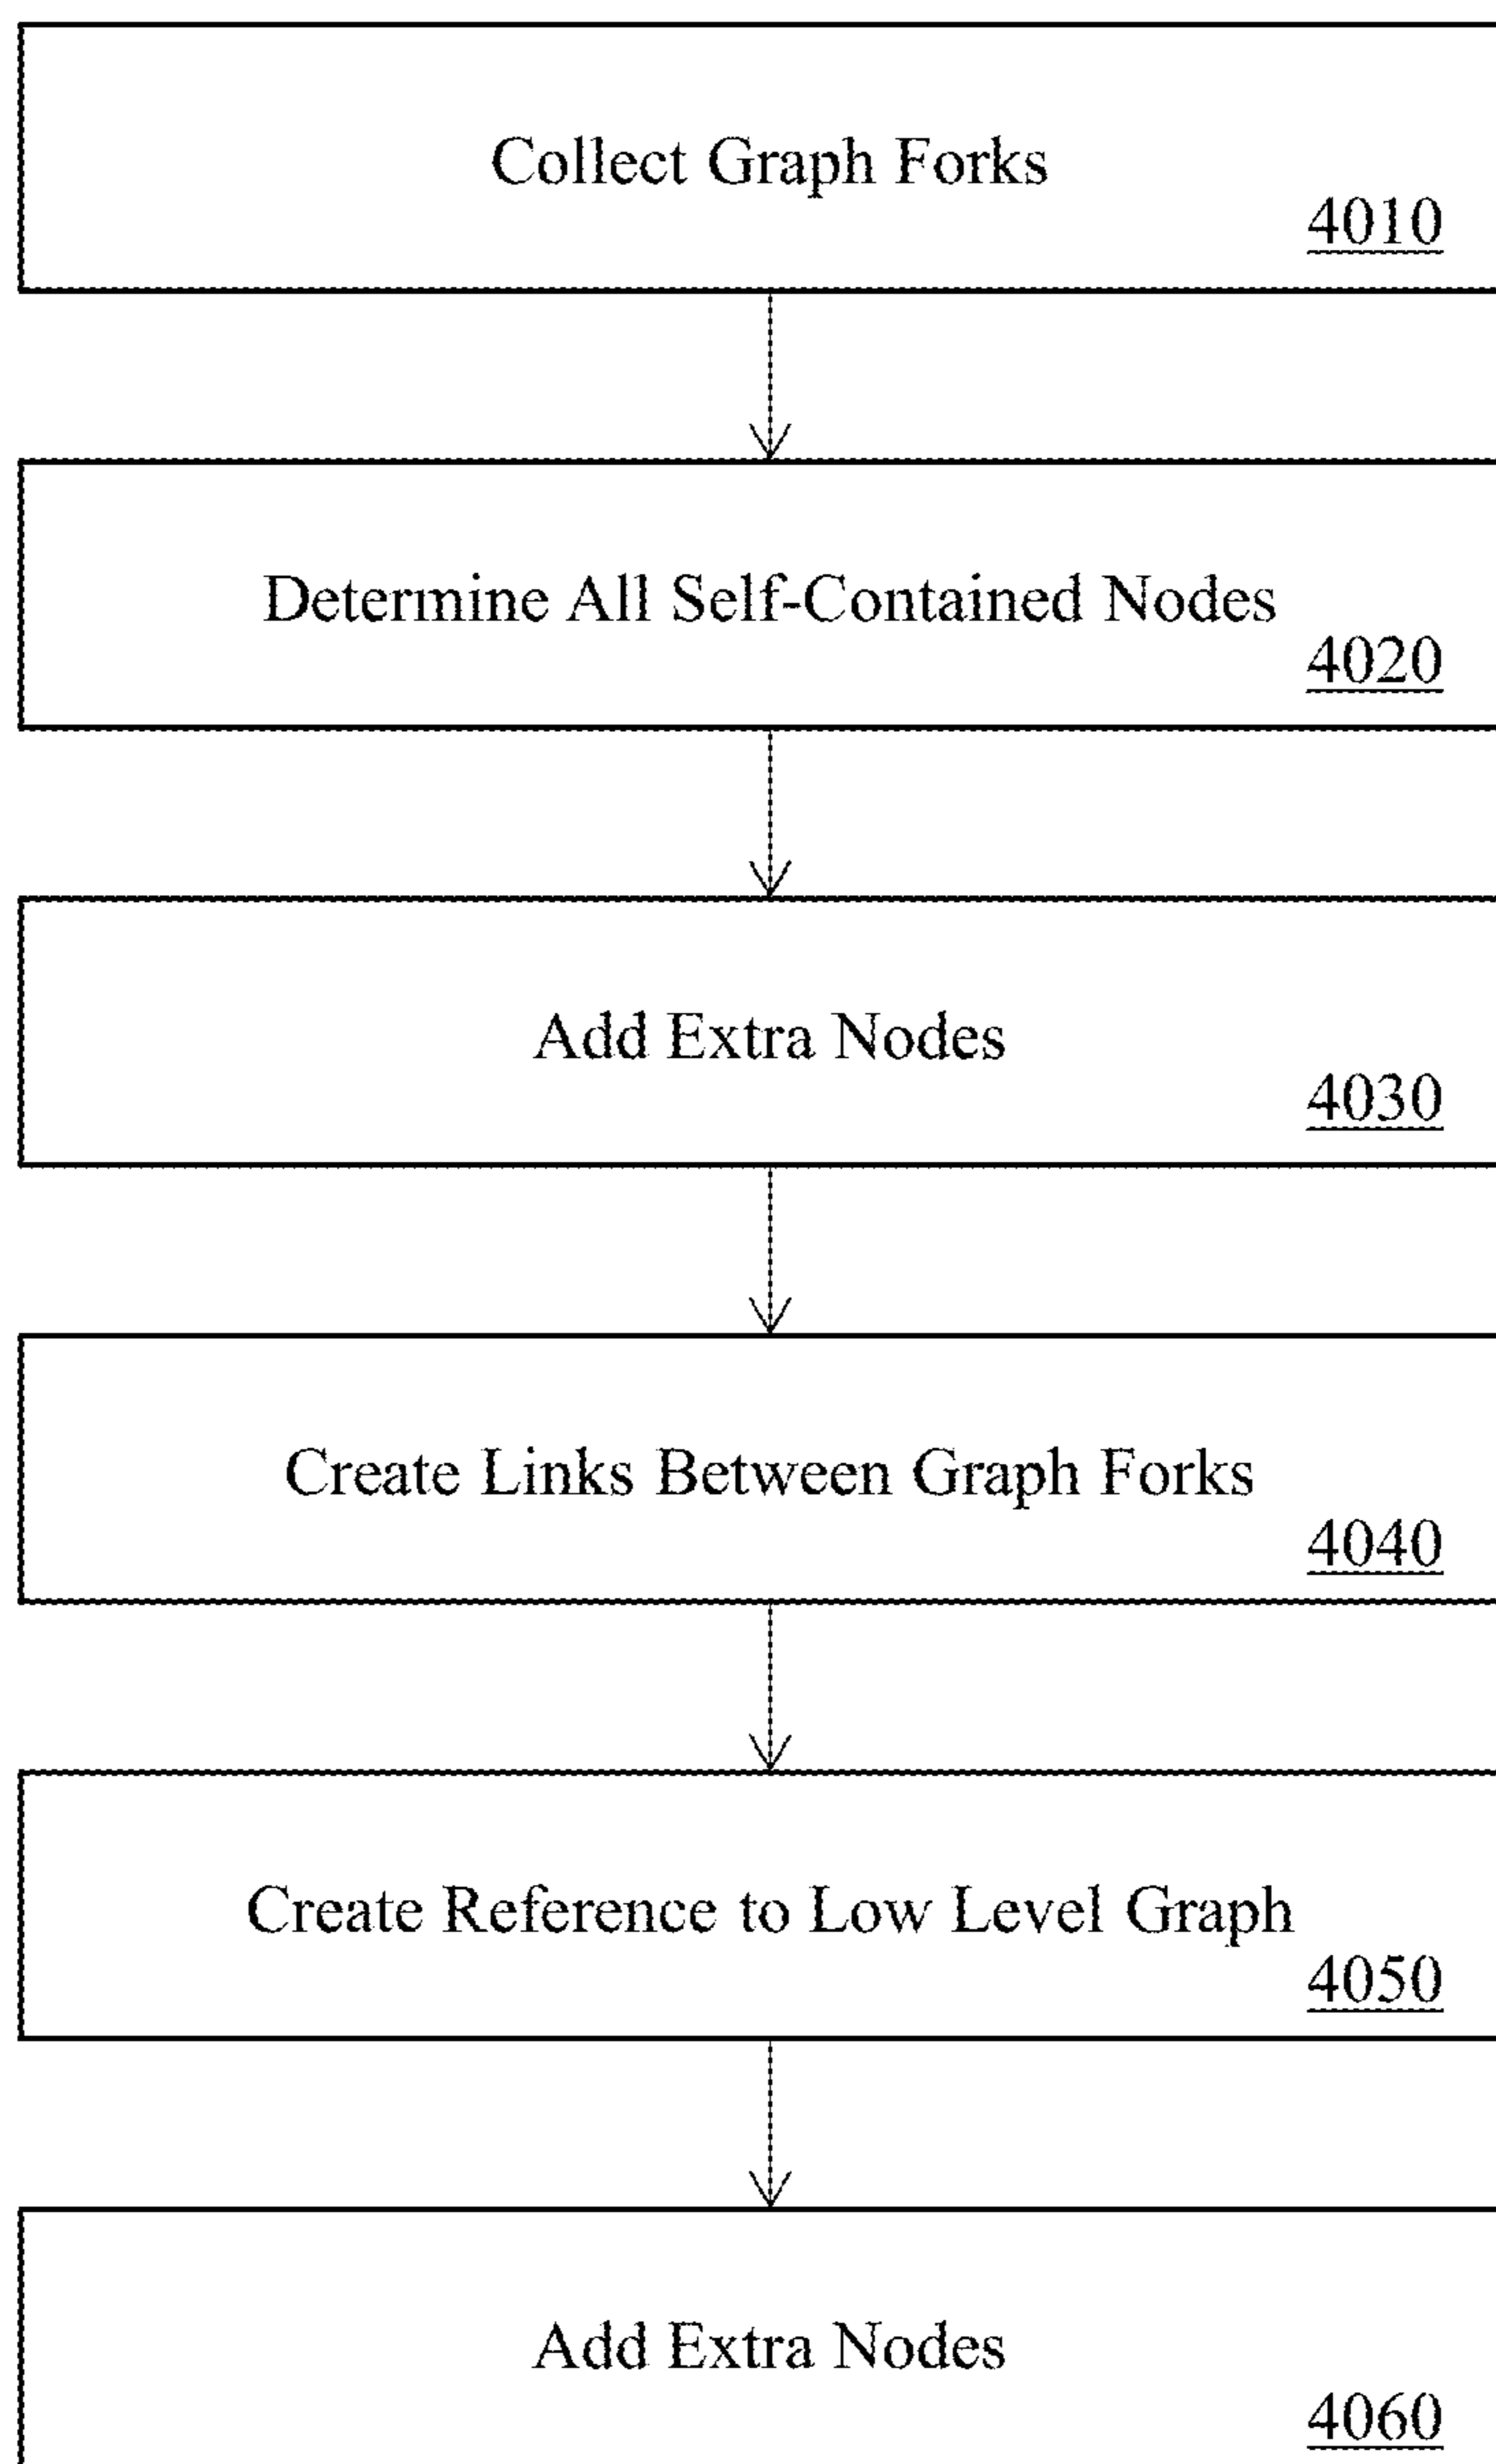 Collect Graph Forks
4010
Determine All Self-Contained Nodes
4020
Add Extra Nodes
4030
Create Links Between Graph Forks
4040
Create Reference to Low Level Graph
4050
Add Extra Nodes
4060